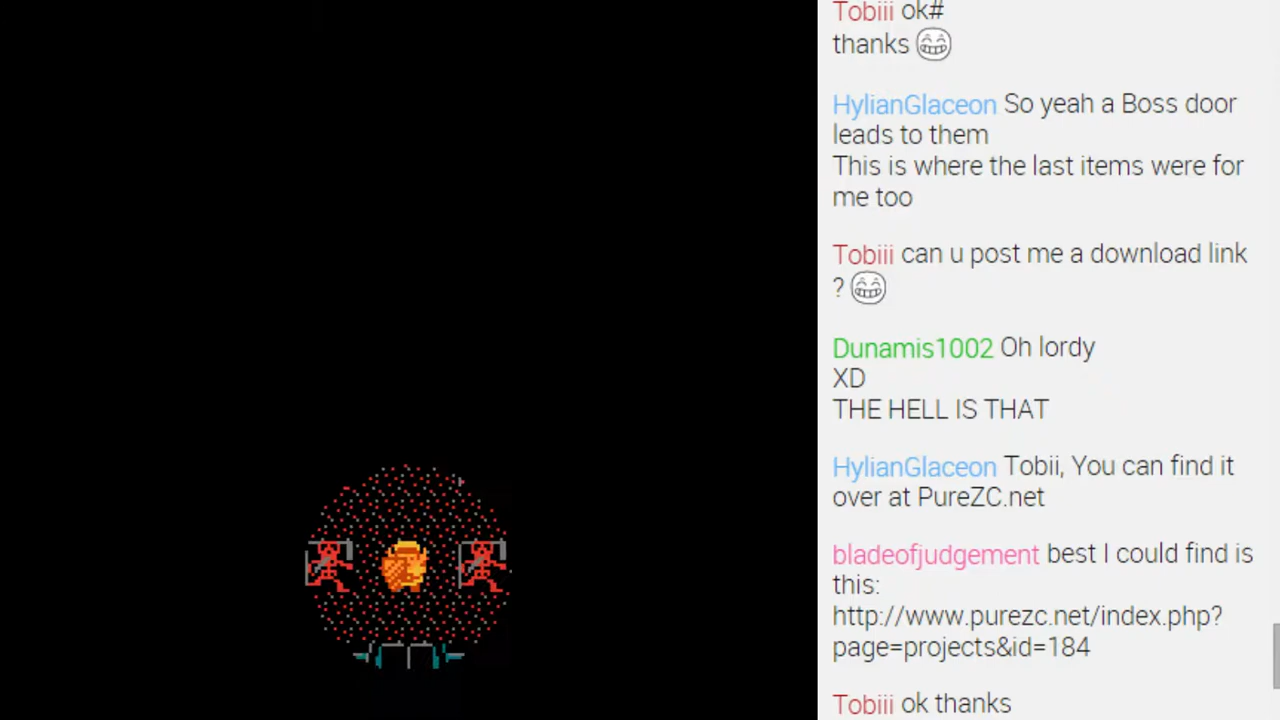 Tobiii ok#
thanks
HylianGlaceon So yeah a Boss door
leads to them
This is where the last items were for
me too
Tobiii can u post me a download link
?
Dunamis1002 Oh lordy
XD
THE HELL IS THAT
HylianGlaceon Tobii, You can find it
over at PureZC.net
bladeofjudgement best I could find is
this:
http://www.purezc.net/index.php?
page=projects&id=184
Tobiii ok thanks